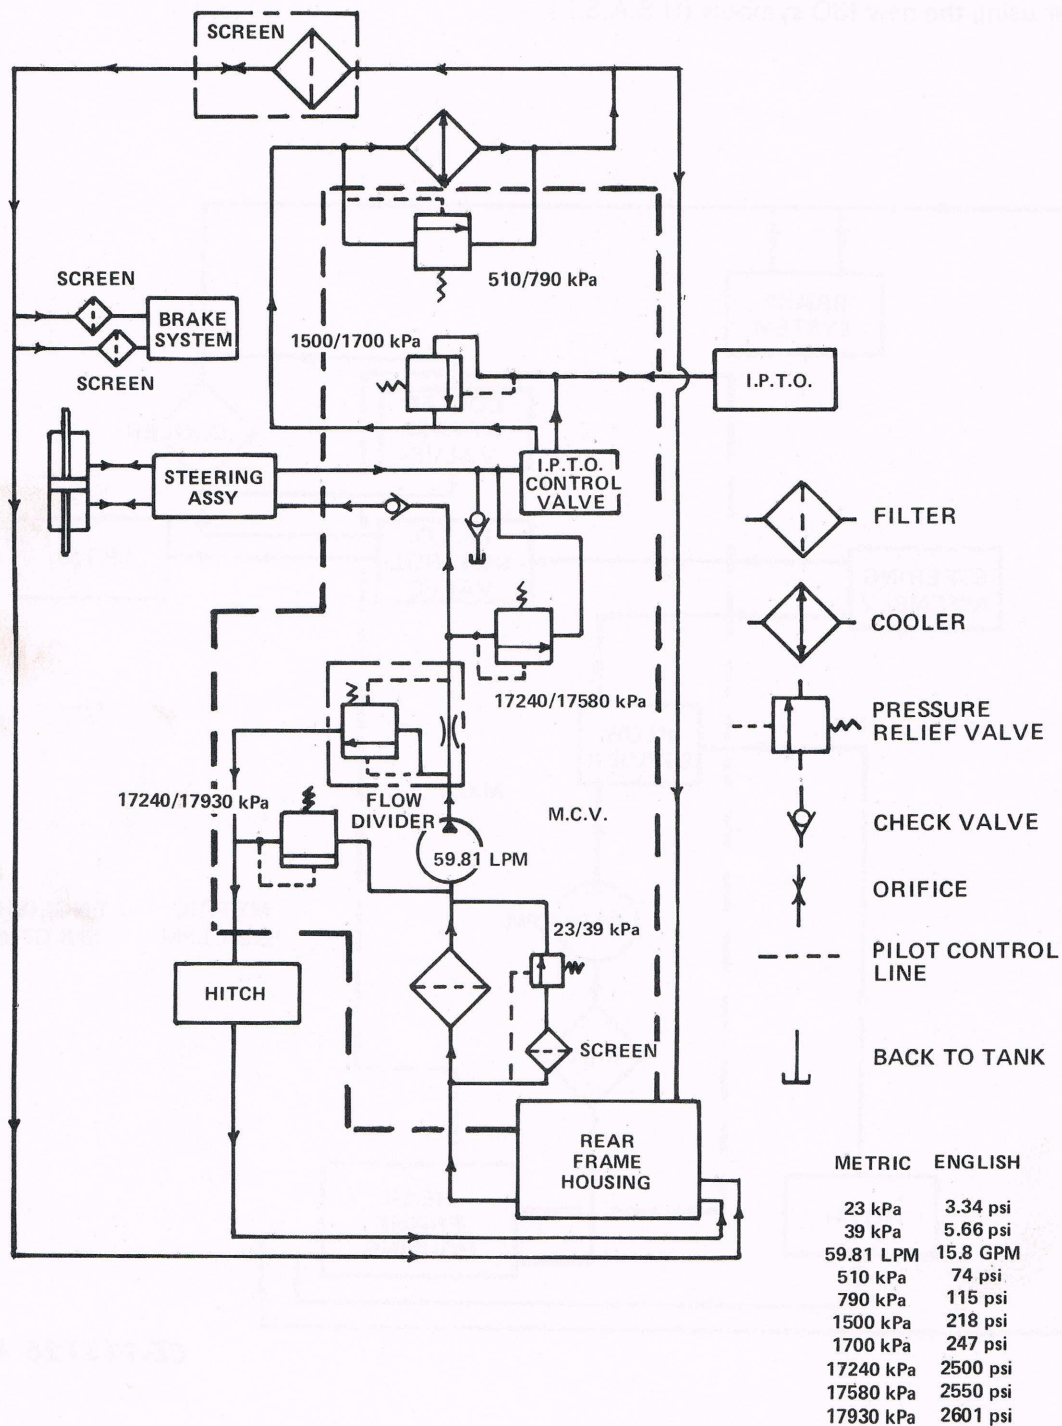 SCREEN
510/790 kPa
SCREEN
BRAKE
SYSTEM
SCREEN
1500/1700 kPa
I.P.T.O.
STEERING
ASSY
I.P.T.O.
CONTROL
VALVE
17240/17580 kPa
17240/17930 kPa
FLOW
DIVIDER
M.C.V.
59.81 LPM
23/39 kPa
HITCH
SCREEN
REAR
FRAME
HOUSING
FILTER
COOLER
PRESSURE
RELIEF VALVE
CHECK VALVE
ORIFICE
PILOT CONTROL
LINE
BACK TO TANK
METRIC ENGLISH
23 kPa 3.34 psi
39 kPa 5.66 psi
59.81 LPM 15.8 GPM
510 kPa 74 psi
790 kPa 115 psi
1500 kPa 218 psi
1700 kPa 247 psi
17240 kPa 2500 psi
17580 kPa 2550 psi
17930 kPa 2601 psi